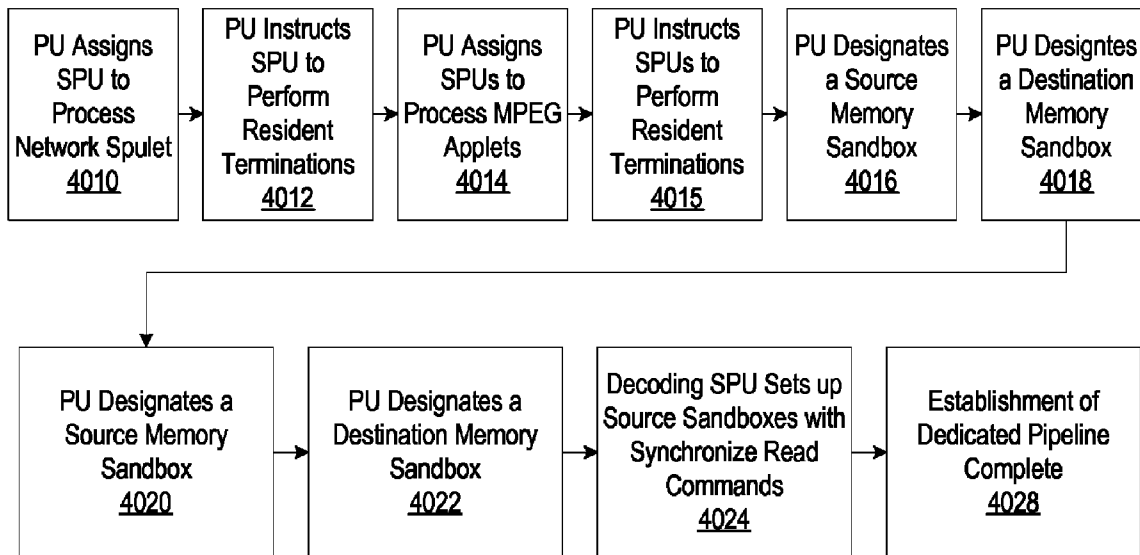 PU Assigns
SPU to
Process
Network Spulet
4010
PU Instructs
SPU to
Perform
Resident
Terminations
4012
PU Assigns
SPUs to
Process MPEG
Applets
4014
PU Instructs
SPUs to
Perform
Resident
Terminations
4015
PU Designates
a Source
Memory
Sandbox
4016
PU Designtes
a Destination
Memory
Sandbox
4018
PU Designates a
Source Memory
Sandbox
4020
PU Designates a
Destination Memory
Sandbox
4022
Decoding SPU Sets up
Source Sandboxes with
Synchronize Read
Commands
4024
Establishment of
Dedicated Pipeline
Complete
4028